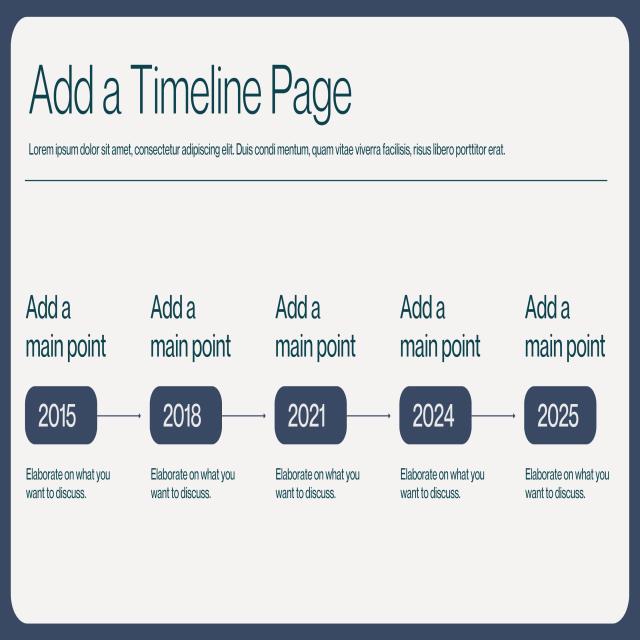 Add a Timeline Page
Lorem ipsum dolor sit amet, consectetur adipiscing elit. Duis condi mentum, quam vitae viverra facilisis, risus libero porttitor erat.
Add a
main point
Add a
main point
Add a
main point
Add a
main point
Add a
main point
2015
2018
2021
2024
2025
Elaborate on what you
want to discuss.
Elaborate on what you
want to discuss.
Elaborate on what you
want to discuss.
Elaborate on what you
want to discuss.
Elaborate on what you
want to discuss.